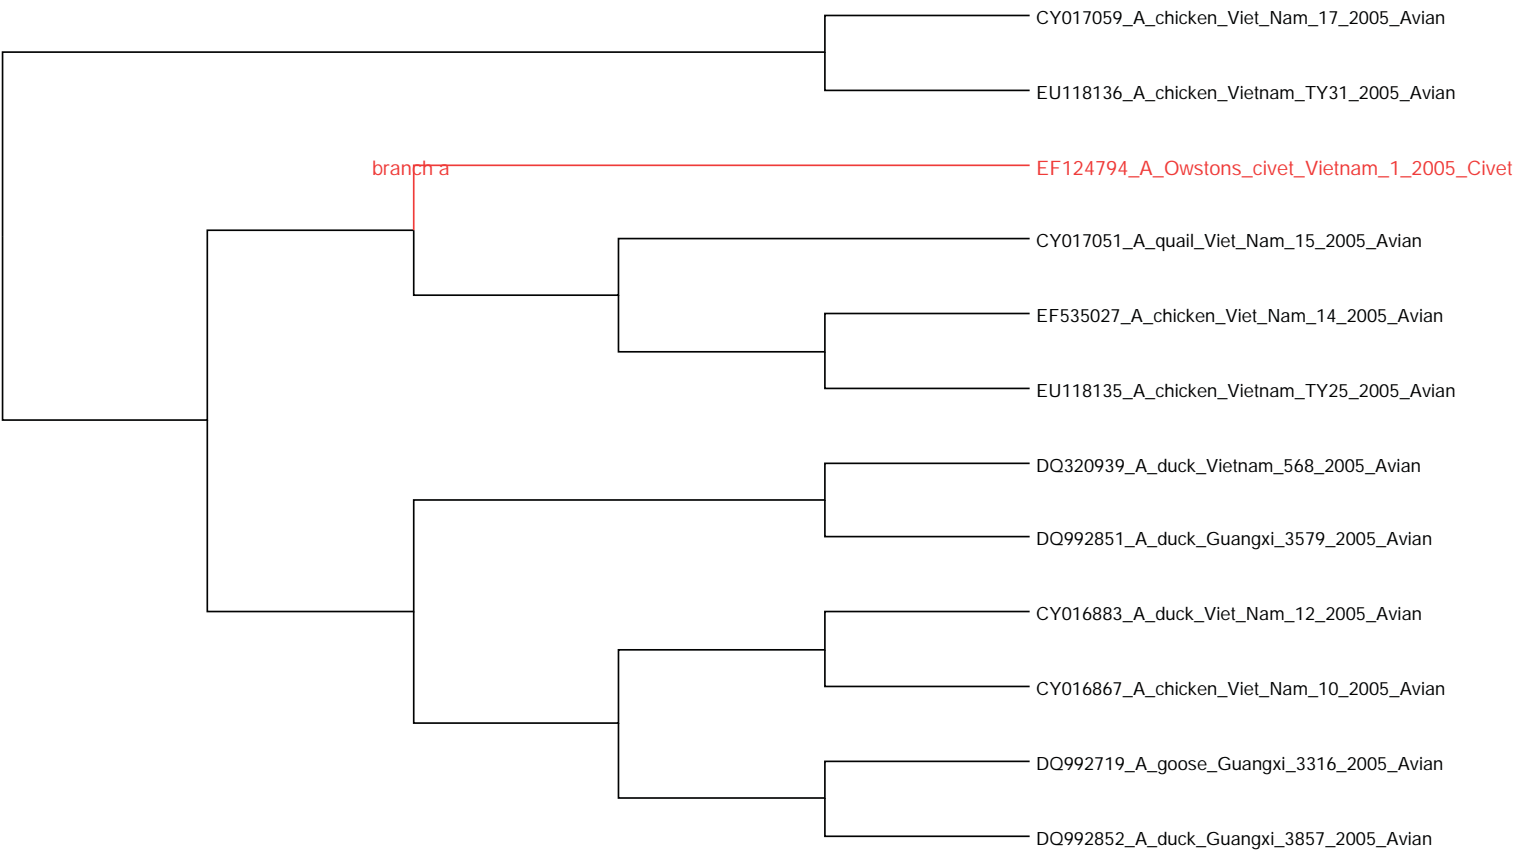 CY017059_A_chicken_Viet_Nam_17_2005_Avian
EU118136_A_chicken_Vietnam_TY31_2005_Avian
branch a
EF124794_A_Owstons_civet_Vietnam_1_2005_Civet
CY017051_A_quail_Viet_Nam_15_2005_Avian
EF535027_A_chicken_Viet_Nam_14_2005_Avian
EU118135_A_chicken_Vietnam_TY25_2005_Avian
DQ320939_A_duck_Vietnam_568_2005_Avian
DQ992851_A_duck_Guangxi_3579_2005_Avian
CY016883_A_duck_Viet_Nam_12_2005_Avian
CY016867_A_chicken_Viet_Nam_10_2005_Avian
DQ992719_A_goose_Guangxi_3316_2005_Avian
DQ992852_A_duck_Guangxi_3857_2005_Avian